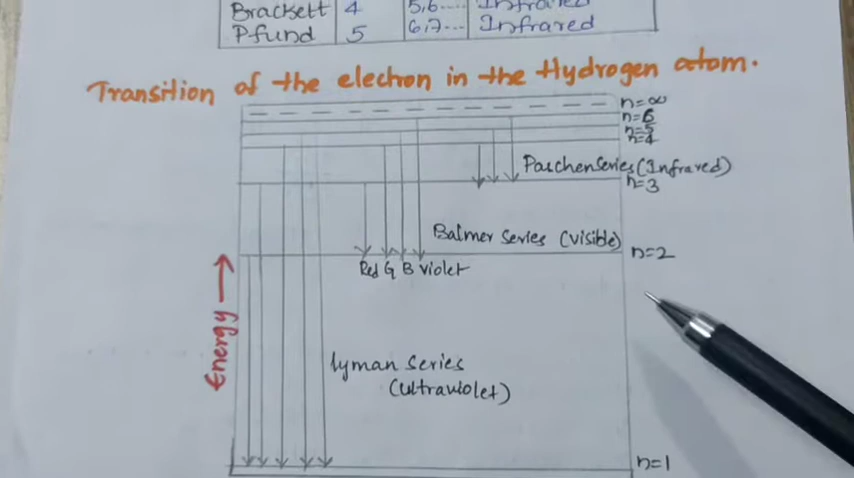 Brackett 4 5,6.... Infrared
Pfund 5 6,7... Infrared
Transition of the electron in the Hydrogen atom.
n=∞
n=6
n=5
n=4
Paschen Series (Infrared)
n=3
Balmer Series (visible)
n=2
Red G B violet
Energy →
lyman series
(ultraviolet)
n=1